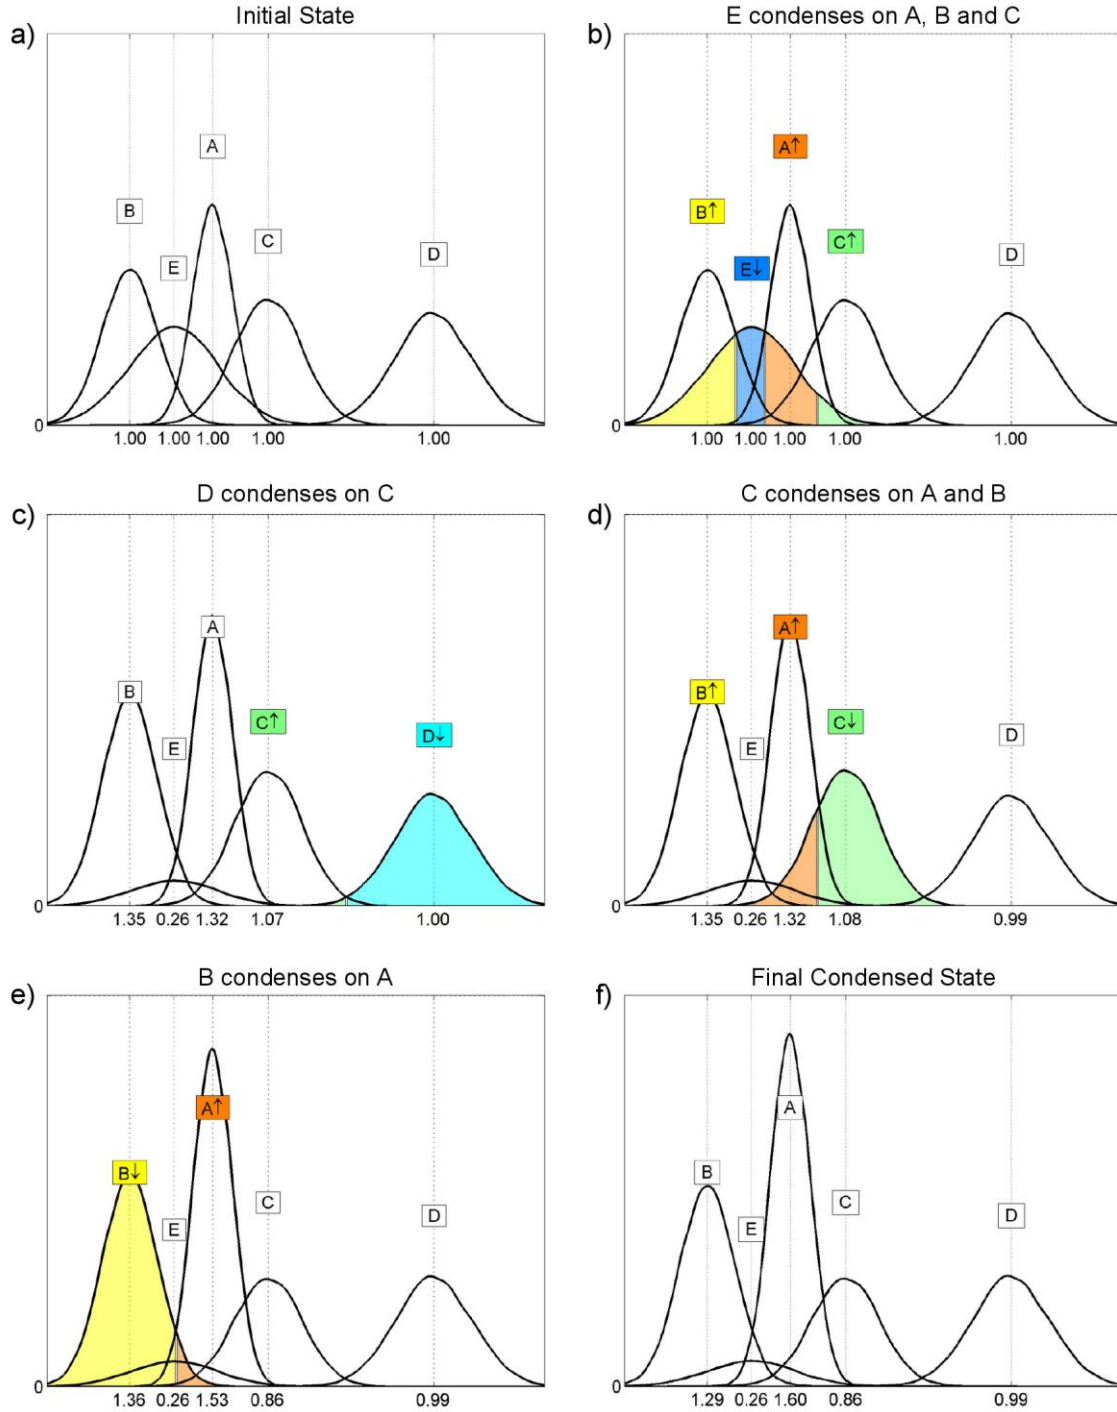 Initial State
a)
A
B
C
D
E
0
1.00 1.00 1.00 1.00 1.00
E condenses on A, B and C
b)
A↑
B↑
C↑
D
E↓
0
1.00 1.00 1.00 1.00 1.00
D condenses on C
c)
A
B
C↑
D↓
E
0
1.35 0.26 1.32 1.07 1.00
C condenses on A and B
d)
A↑
B↑
C↓
D
E
0
1.35 0.26 1.32 1.08 0.99
B condenses on A
e)
A↑
B↓
C
D
E
0
1.36 0.26 1.53 0.86 0.99
Final Condensed State
f)
A
B
C
D
E
0
1.29 0.26 1.60 0.86 0.99